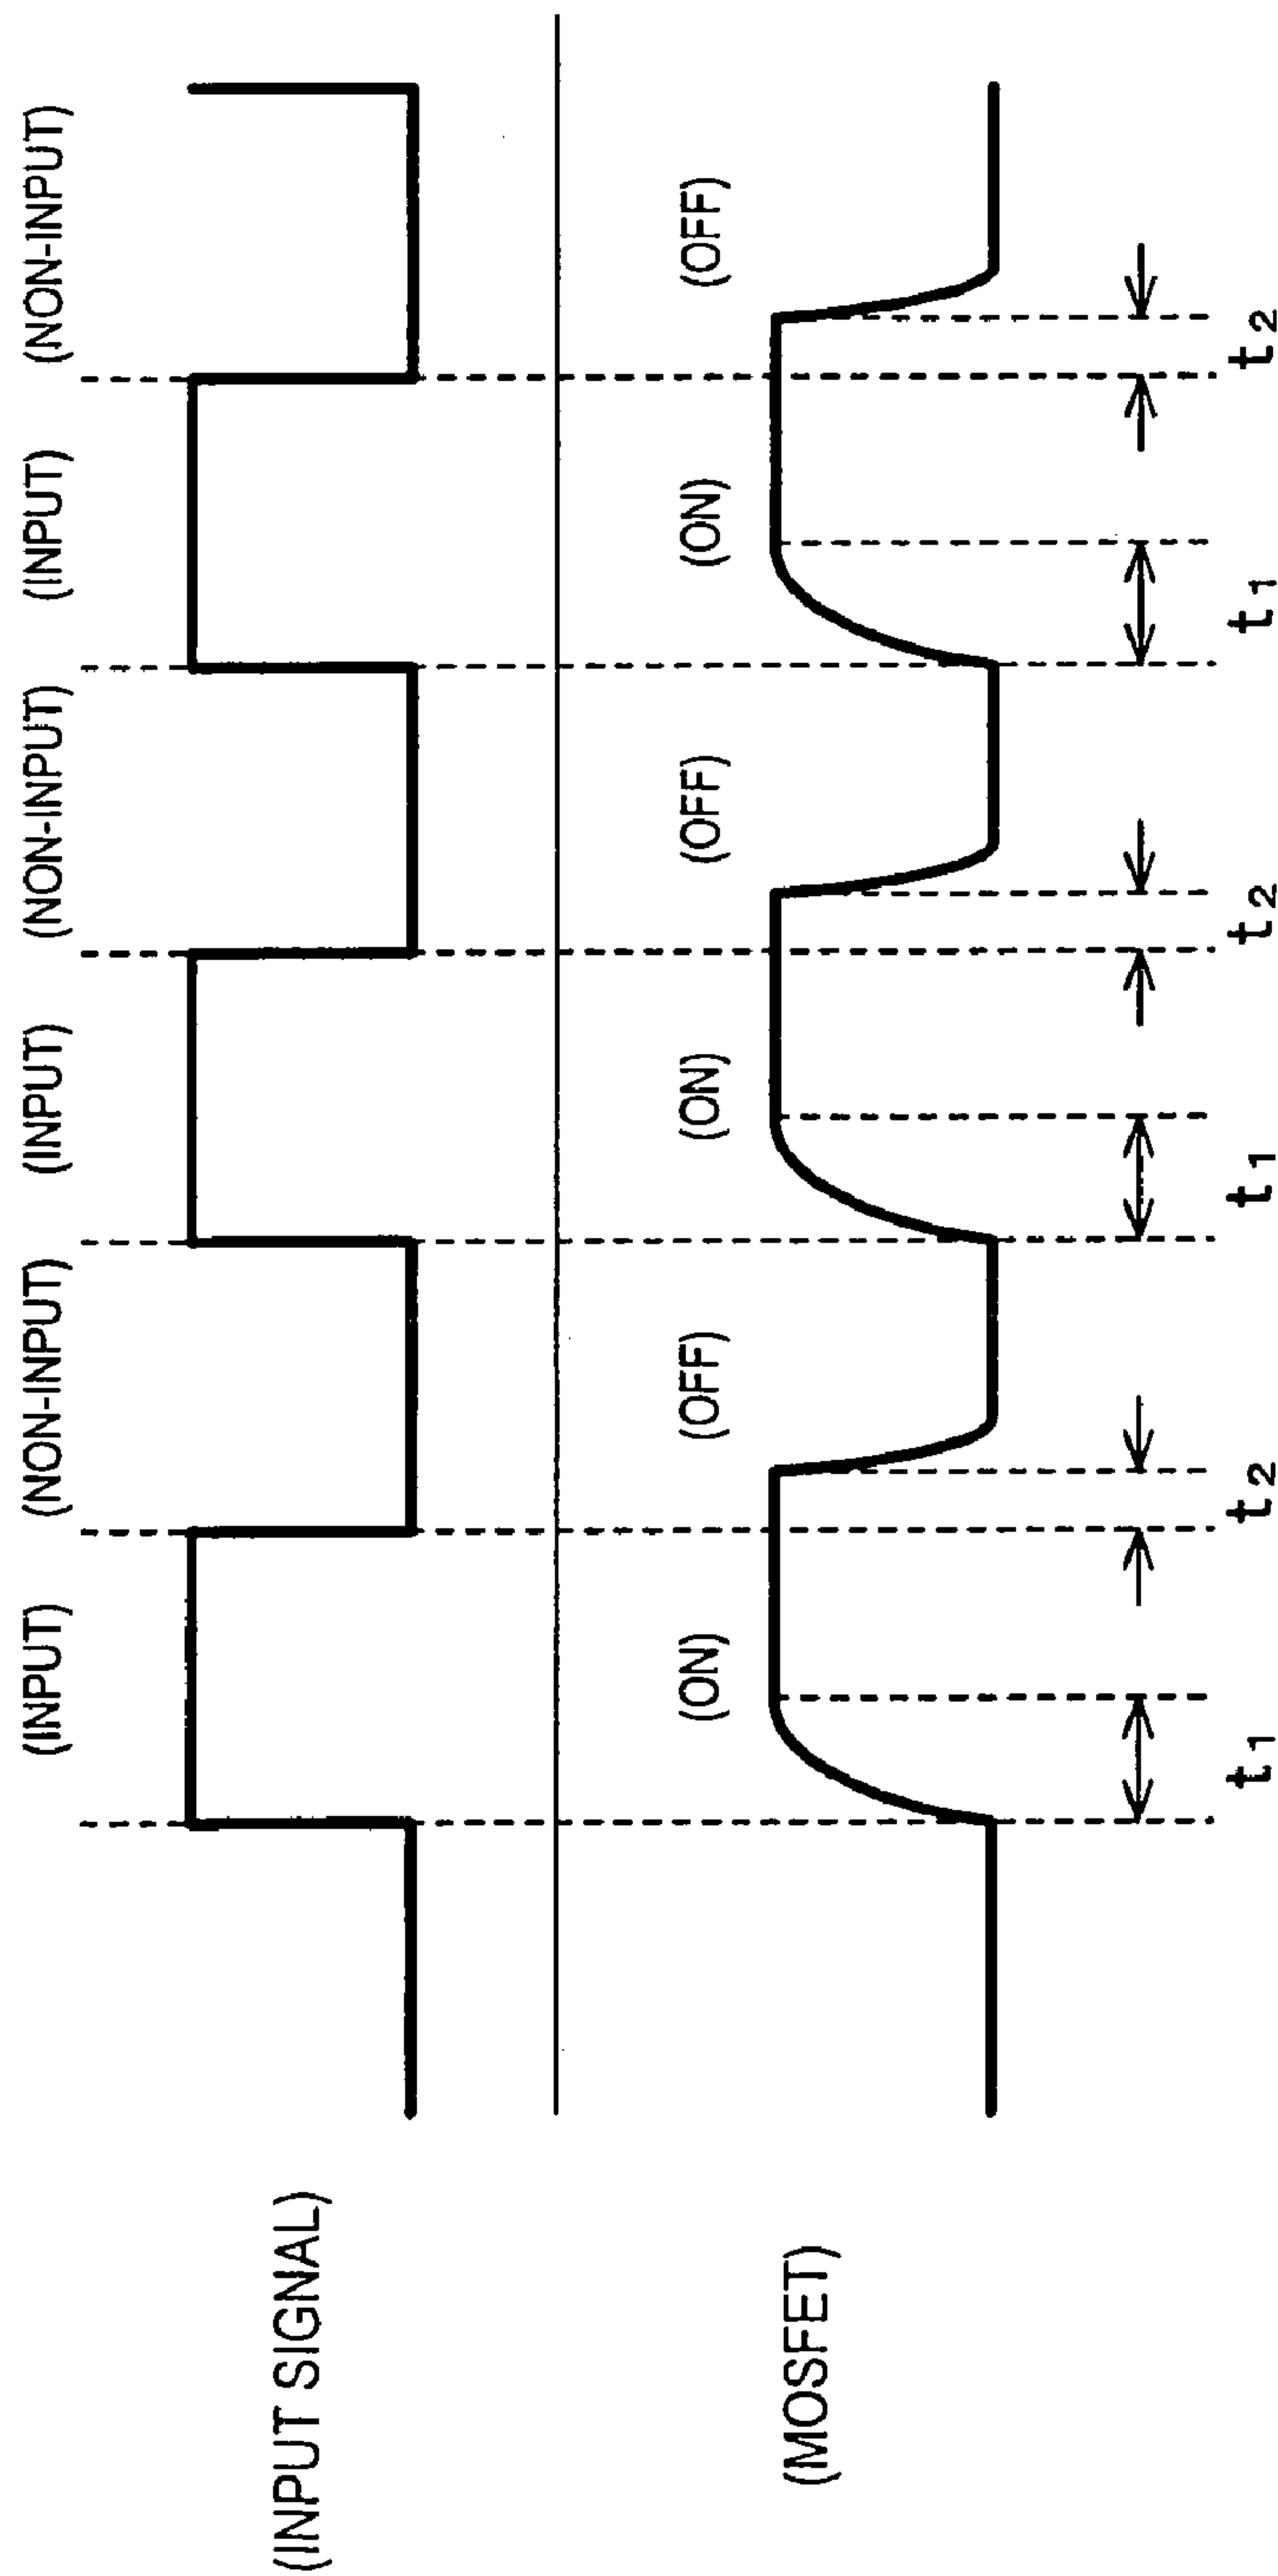 (INPUT) (NON-INPUT) (INPUT) (NON-INPUT) (INPUT) (NON-INPUT)
(INPUT SIGNAL)
(ON) (OFF) (ON) (OFF) (ON) (OFF)
(MOSFET)
t1 t2 t1 t2 t1 t2